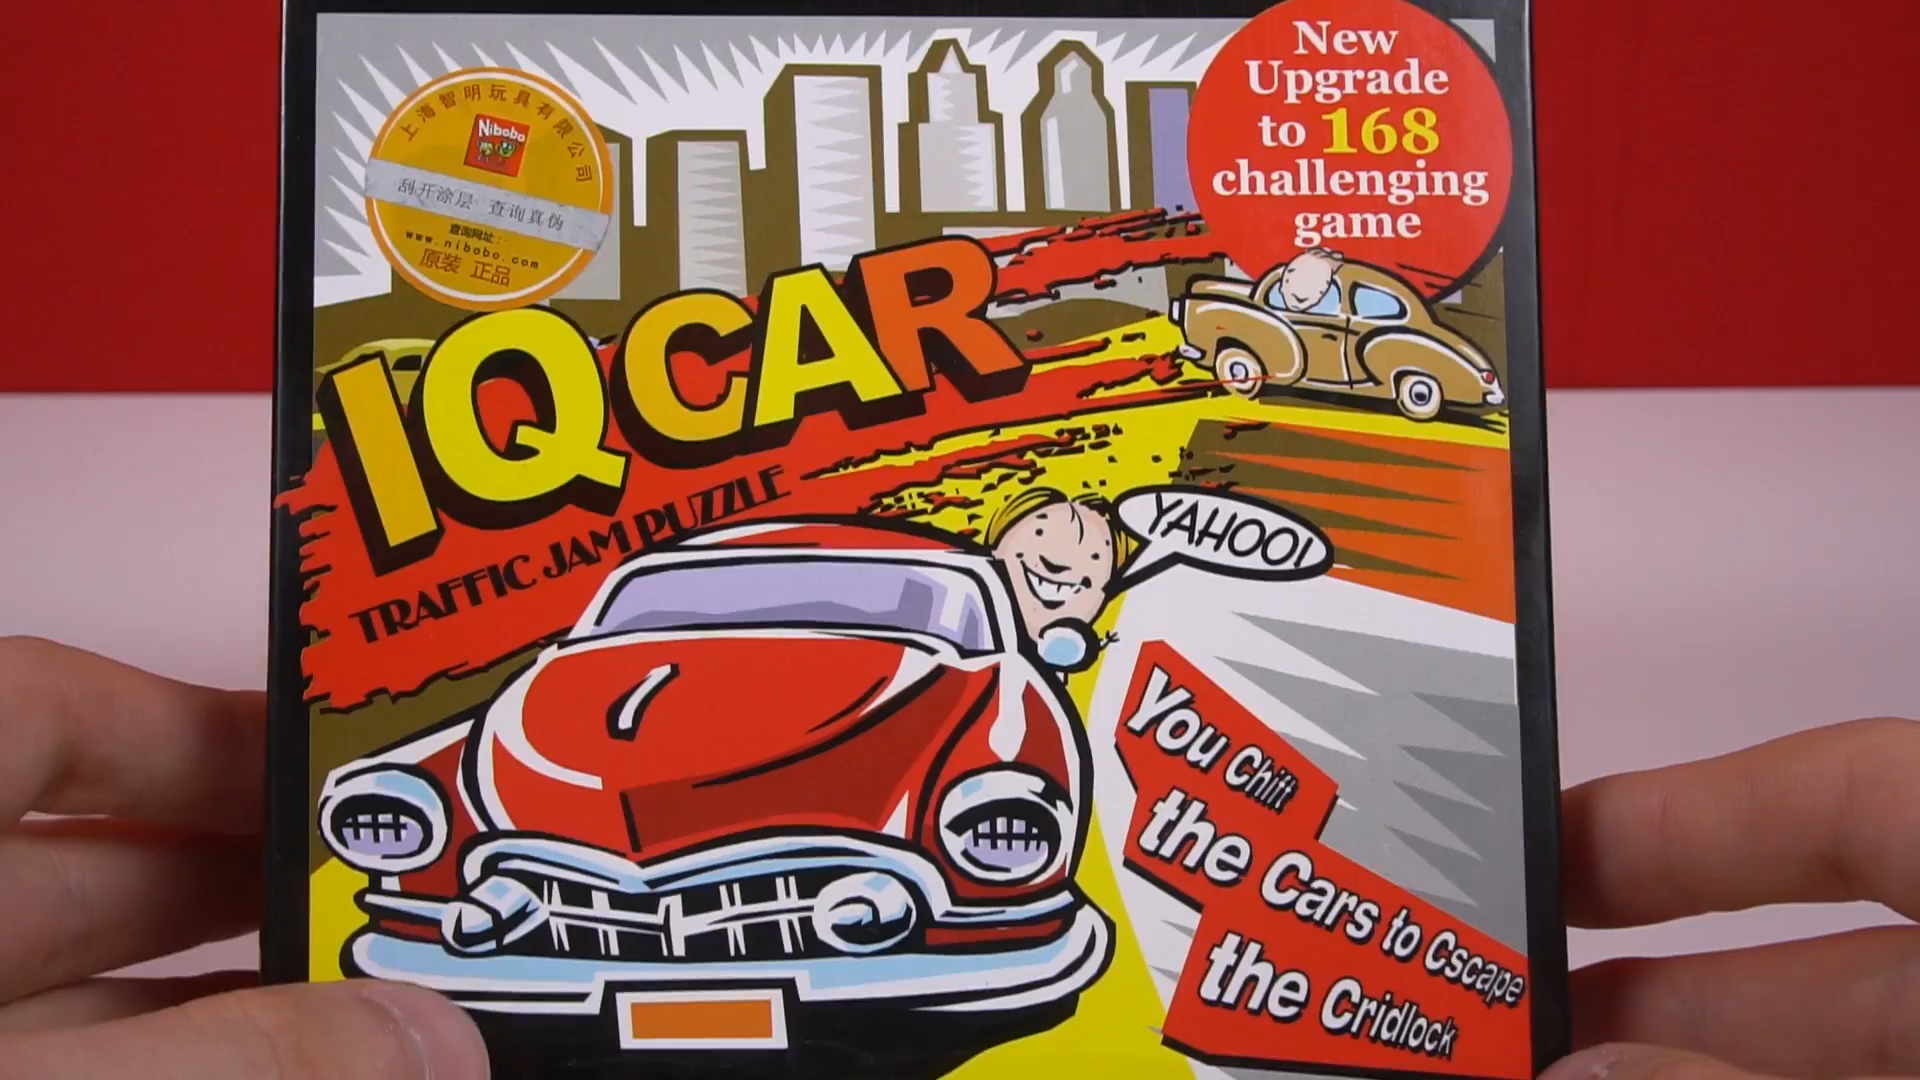 New
Upgrade
to 168
challenging
game
上海智明玩具有限公司
Nibobo
刮开涂层 查询真伪
查询网址：
www.nibobo.com
原装 正品
IQ CAR
TRAFFIC JAM PUZZLE
YAHOO!
You Chift
the Cars to Cscape
the Cridlock